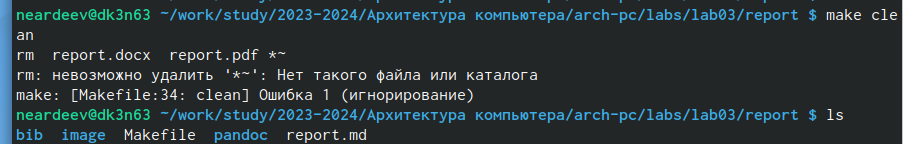 neardeev@dk3n63 ~/work/study/2023-2024/Архитектура компьютера/arch-pc/labs/lab03/report $ make cle
an
rm  report.docx  report.pdf *~
rm: невозможно удалить '*~': Нет такого файла или каталога
make: [Makefile:34: clean] Ошибка 1 (игнорирование)
neardeev@dk3n63 ~/work/study/2023-2024/Архитектура компьютера/arch-pc/labs/lab03/report $ ls
bib  image  Makefile  pandoc  report.md